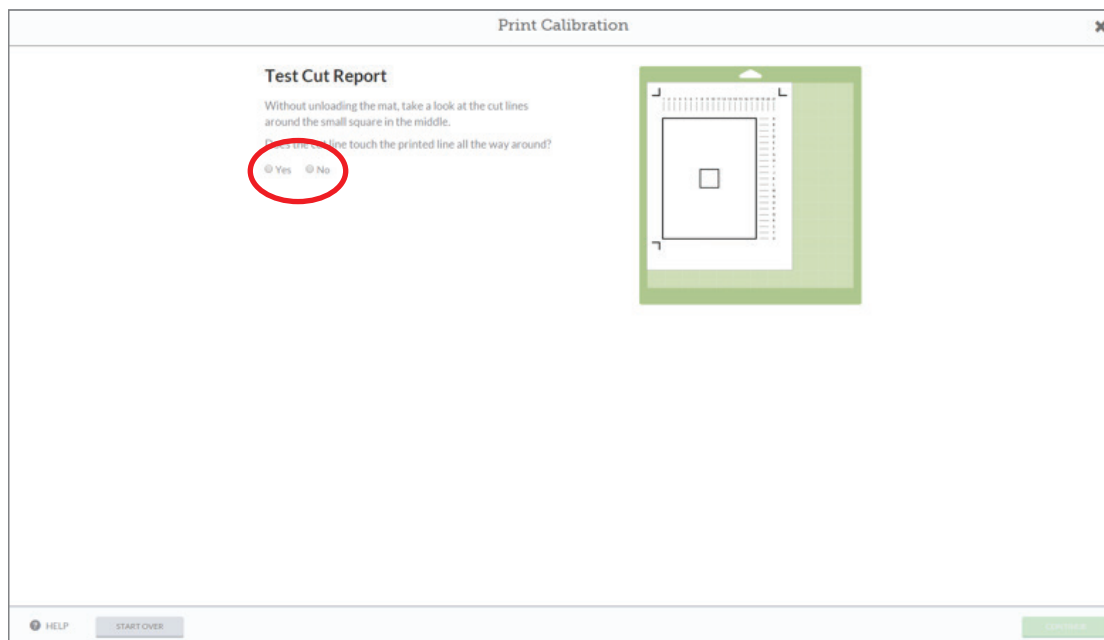 Print Calibration
Test Cut Report
Without unloading the mat, take a look at the cut lines
around the small square in the middle.
Does the cut line touch the printed line all the way around?
Yes No
HELP
START OVER
CONTINUE